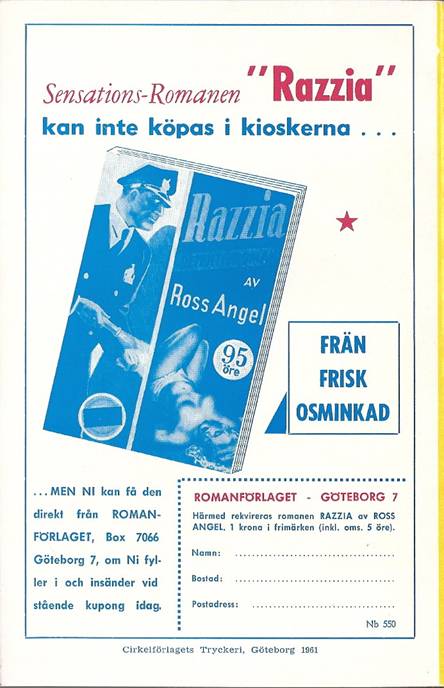 Sensations-Romanen "Razzia"
kan inte köpas i kioskerna . . .
Razzia
AV
Ross Angel
95
öre
FRÄN
FRISK
OSMINKAD
...MEN NI kan få den
direkt från ROMAN-
FÖRLAGET, Box 7066
Göteborg 7, om Ni fyl-
ler i och insänder vid
stående kupong idag.
ROMANFÖRLAGET - GÖTEBORG 7
Härmed rekvireras romanen RAZZIA av ROSS
ANGEL. 1 krona i frimärken (inkl. oms. 5 öre).
Namn:
Bostad:
Postadress:
Nb 550
Cirkelförlagets Tryckeri, Göteborg 1961